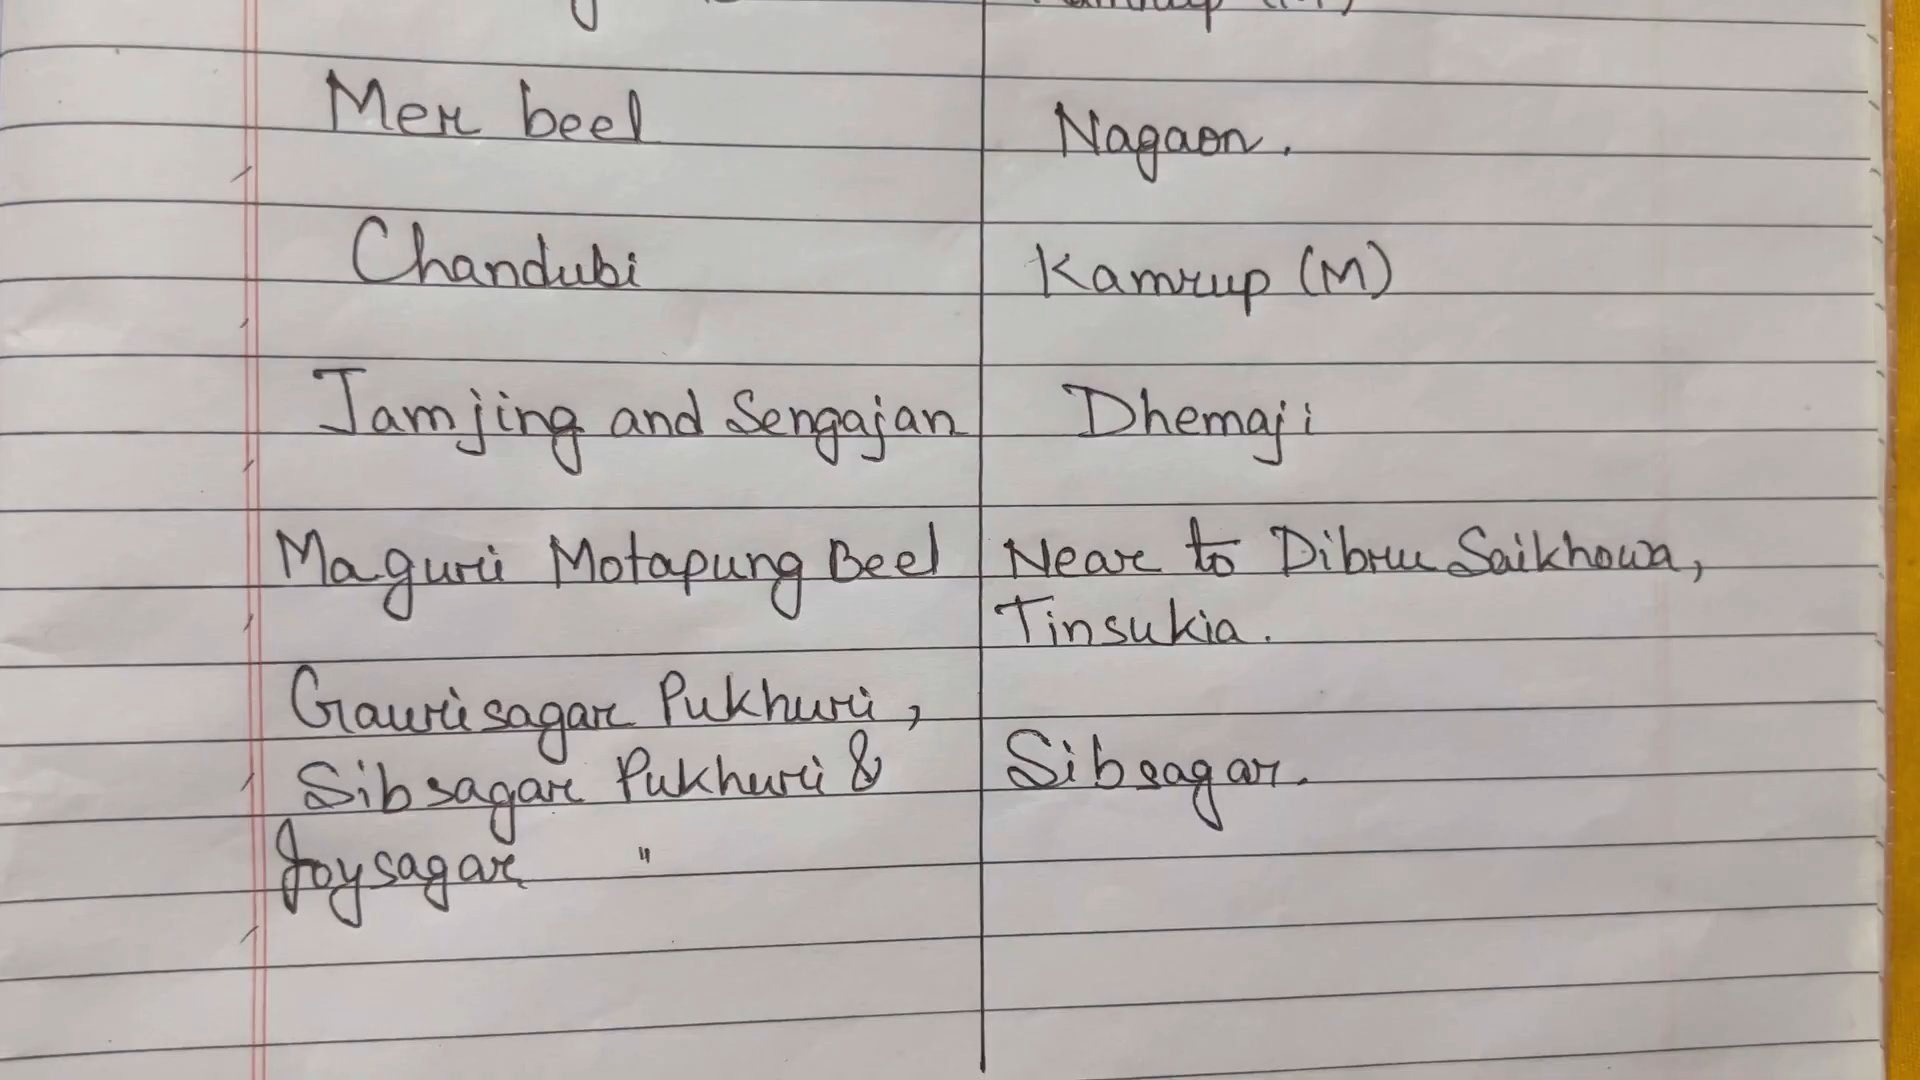 Kamrup (M)
Mer beel
Nagaon.
Chandubi
Kamrup (M)
Jamjing and Sengajan
Dhemaji
Maguri Motapung Beel
Near to Dibru Saikhowa,
Tinsukia.
Gaurisagar Pukhuri,
Sibsagar Pukhuri &
Joysagar "
Sibsagar.